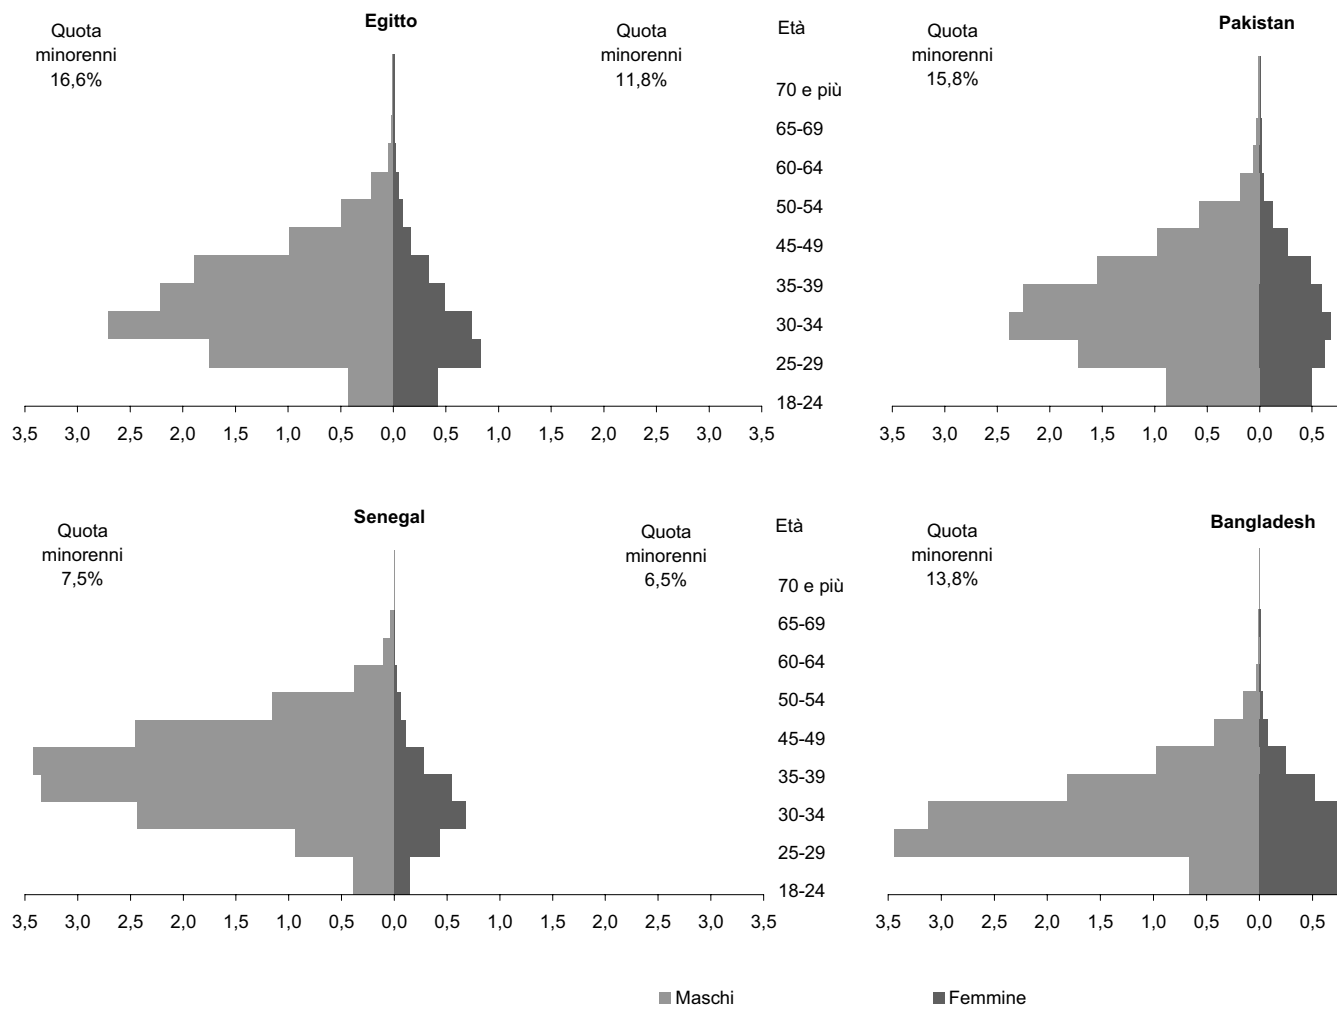 Egitto
Quota
minorenni
16,6%
Quota
minorenni
11,8%
Età
70 e più
65-69
60-64
50-54
45-49
35-39
30-34
25-29
18-24
3,5 3,0 2,5 2,0 1,5 1,0 0,5 0,0 0,5 1,0 1,5 2,0 2,5 3,0 3,5
Pakistan
Quota
minorenni
15,8%
3,5 3,0 2,5 2,0 1,5 1,0 0,5 0,0 0,5
Senegal
Quota
minorenni
7,5%
Quota
minorenni
6,5%
Età
70 e più
65-69
60-64
50-54
45-49
35-39
30-34
25-29
18-24
3,5 3,0 2,5 2,0 1,5 1,0 0,5 0,0 0,5 1,0 1,5 2,0 2,5 3,0 3,5
Bangladesh
Quota
minorenni
13,8%
3,5 3,0 2,5 2,0 1,5 1,0 0,5 0,0 0,5
Maschi Femmine